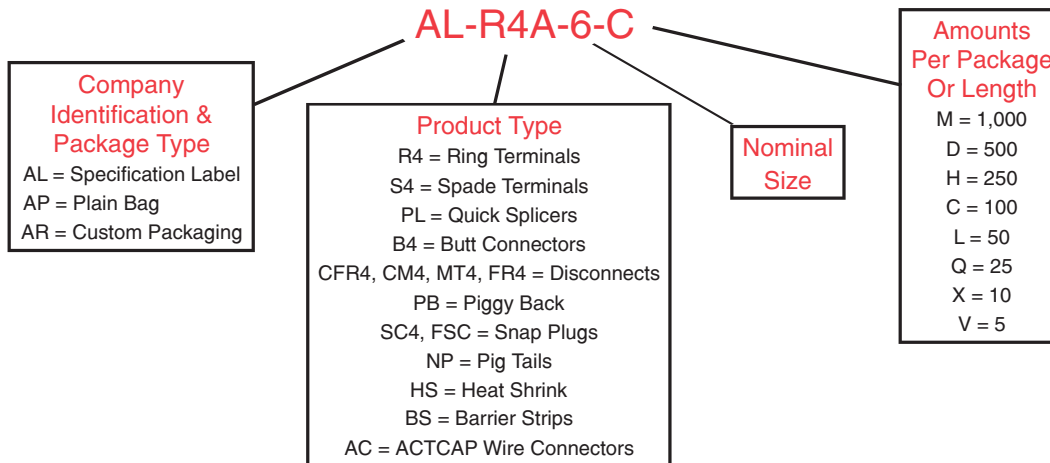 AL-R4A-6-C
Company
Identification &
Package Type
AL = Specification Label
AP = Plain Bag
AR = Custom Packaging
Product Type
R4 = Ring Terminals
S4 = Spade Terminals
PL = Quick Splicers
B4 = Butt Connectors
CFR4, CM4, MT4, FR4 = Disconnects
PB = Piggy Back
SC4, FSC = Snap Plugs
NP = Pig Tails
HS = Heat Shrink
BS = Barrier Strips
AC = ACTCAP Wire Connectors
Nominal
Size
Amounts
Per Package
Or Length
M = 1,000
D = 500
H = 250
C = 100
L = 50
Q = 25
X = 10
V = 5